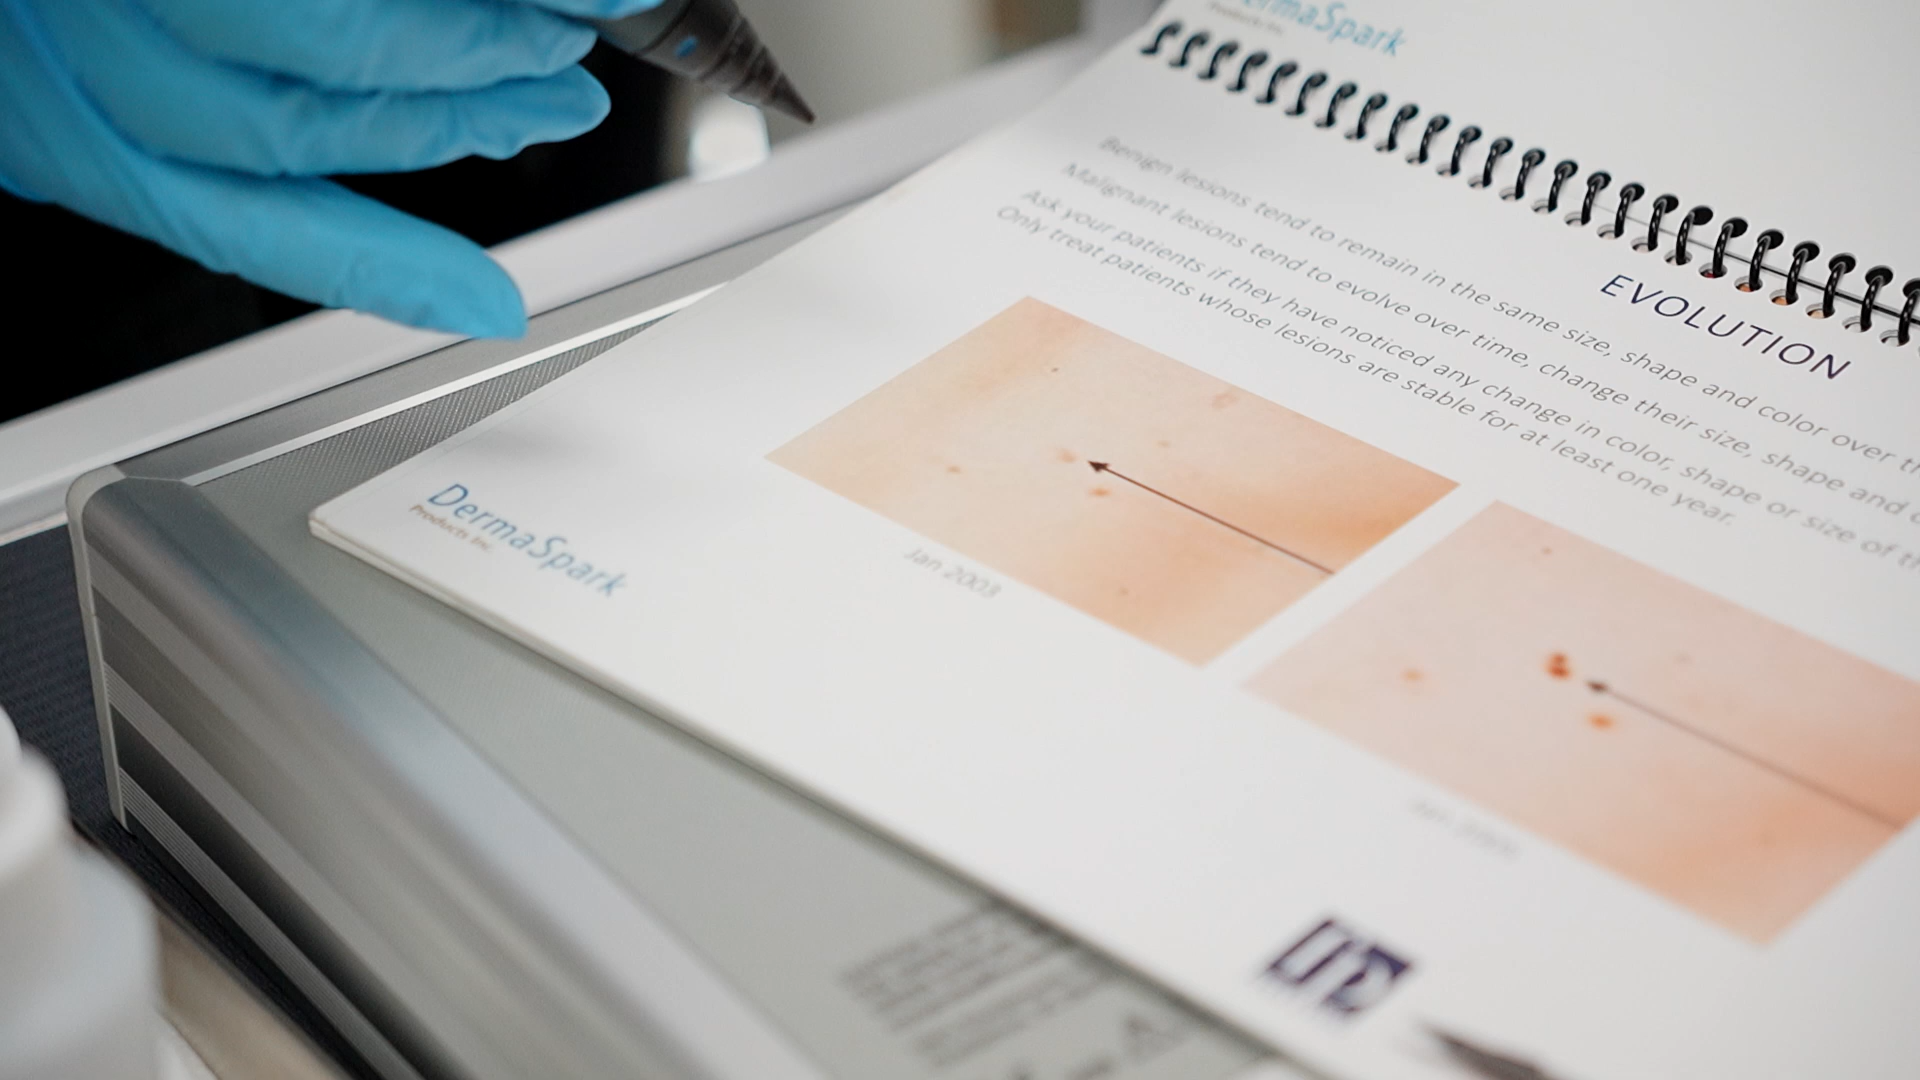 DermaSpark
Products Inc.
EVOLUTION
Benign lesions tend to remain in the same size, shape and color over
Malignant lesions tend to evolve over time, change their size, shape and
Ask your patients if they have noticed any change in color, shape or size of
Only treat patients whose lesions are stable for at least one year.
Jan 2003
DermaSpark
Products Inc.